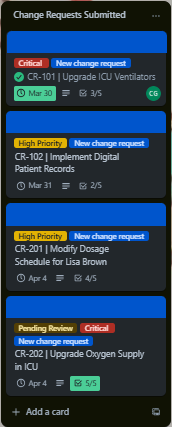 Change Requests Submitted
Critical New change request
CR-101 | Upgrade ICU Ventilators
Mar 30 3/5 CG
High Priority New change request
CR-102 | Implement Digital
Patient Records
Mar 31 2/5
High Priority New change request
CR-201 | Modify Dosage
Schedule for Lisa Brown
Apr 4 4/5
Pending Review Critical
New change request
CR-202 | Upgrade Oxygen Supply
in ICU
Apr 4 5/5
Add a card